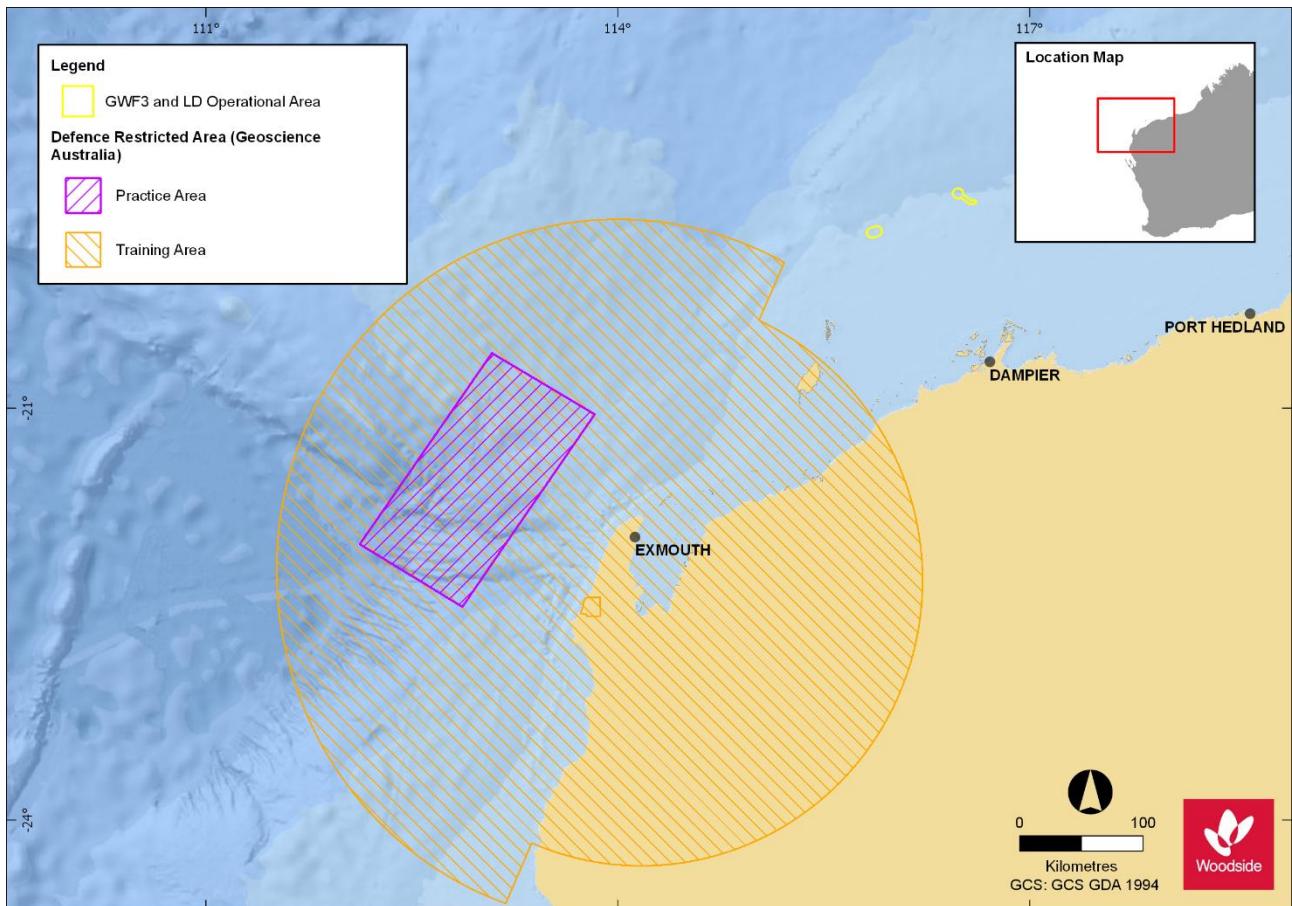 111°
114°
117°
Legend
GWF3 and LD Operational Area
Defence Restricted Area (Geoscience
Australia)
Practice Area
Training Area
Location Map
PORT HEDLAND
DAMPIER
-21°
EXMOUTH
-24°
0 100
Kilometres
GCS: GCS GDA 1994
Woodside